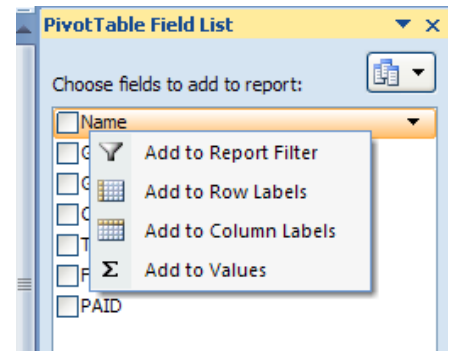 PivotTable Field List
Choose fields to add to report:
Name
Add to Report Filter
Add to Row Labels
Add to Column Labels
Σ Add to Values
PAID